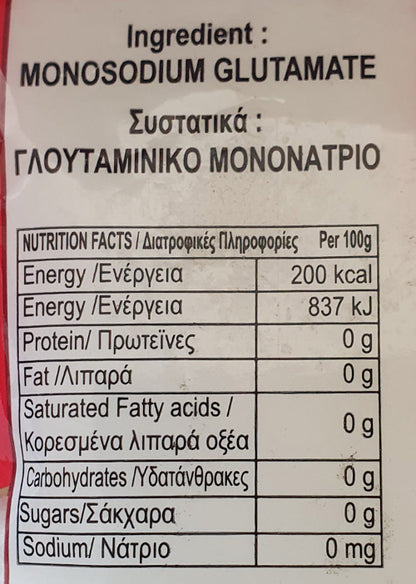 Ingredient :
MONOSODIUM GLUTAMATE
Συστατικά :
ΓΛΟΥΤΑΜΙΝΙΚΟ ΜΟΝΟΝΑΤΡΙΟ
NUTRITION FACTS / Διατροφικές Πληροφορίες Per 100g
Energy /Ενέργεια 200 kcal
Energy /Ενέργεια 837 kJ
Protein/ Πρωτεΐνες 0 g
Fat /Λιπαρά 0 g
Saturated Fatty acids /
Κορεσμένα λιπαρά οξέα 0 g
Carbohydrates /Υδατάνθρακες 0 g
Sugars/Σάκχαρα 0 g
Sodium/ Νάτριο 0 mg